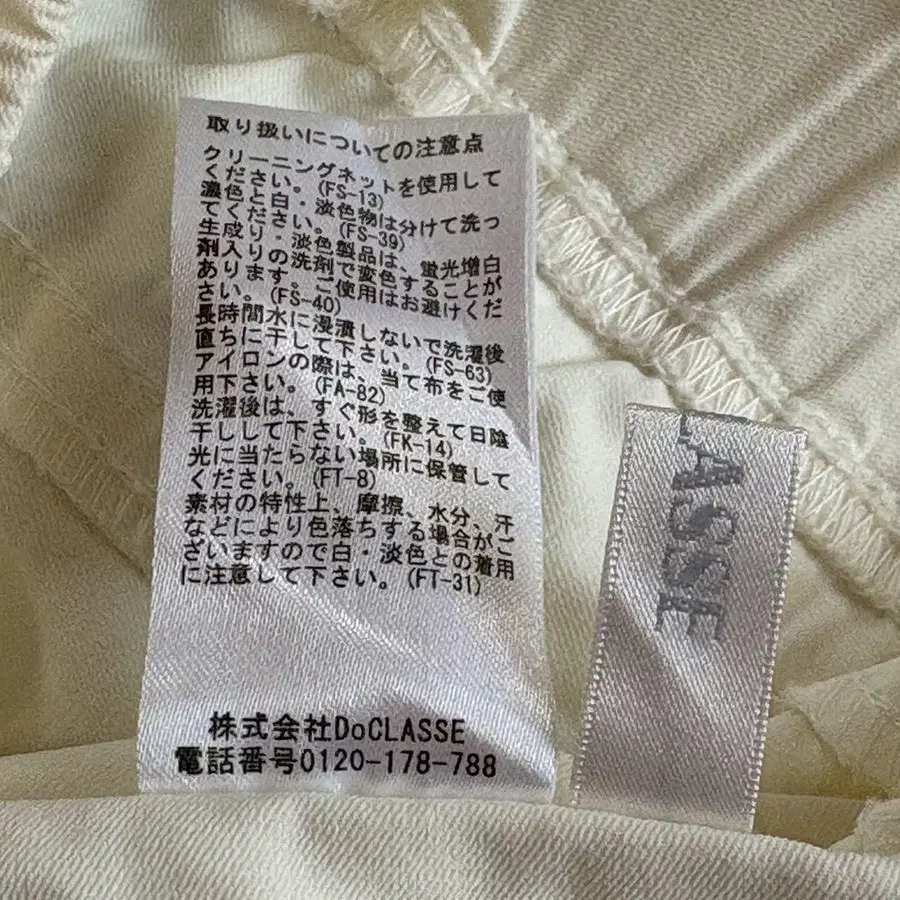 取り扱いについての注意点
クリーニングネットを使用して
ください。(FS-13)
濃色と白・淡色物は分けて洗っ
てください。(FS-39)
生成り・淡色製品は、蛍光増白
剤入りの洗剤で変色することが
あります。ご使用はお避けくだ
さい。(FS-40)
長時間水に浸漬しないで洗濯後
直ちに干して下さい。(FS-63)
アイロンの際は、当て布をご使
用下さい。(FA-82)
洗濯後は、すぐ形を整えて日陰
干しして下さい。(FK-14)
光に当たらない場所に保管して
ください。(FT-8)
素材の特性上、摩擦、水分、汗
などにより色落ちする場合がご
ざいますので白・淡色との着用
に注意して下さい。(FT-31)
株式会社DoCLASSE
電話番号0120-178-788
LASSE